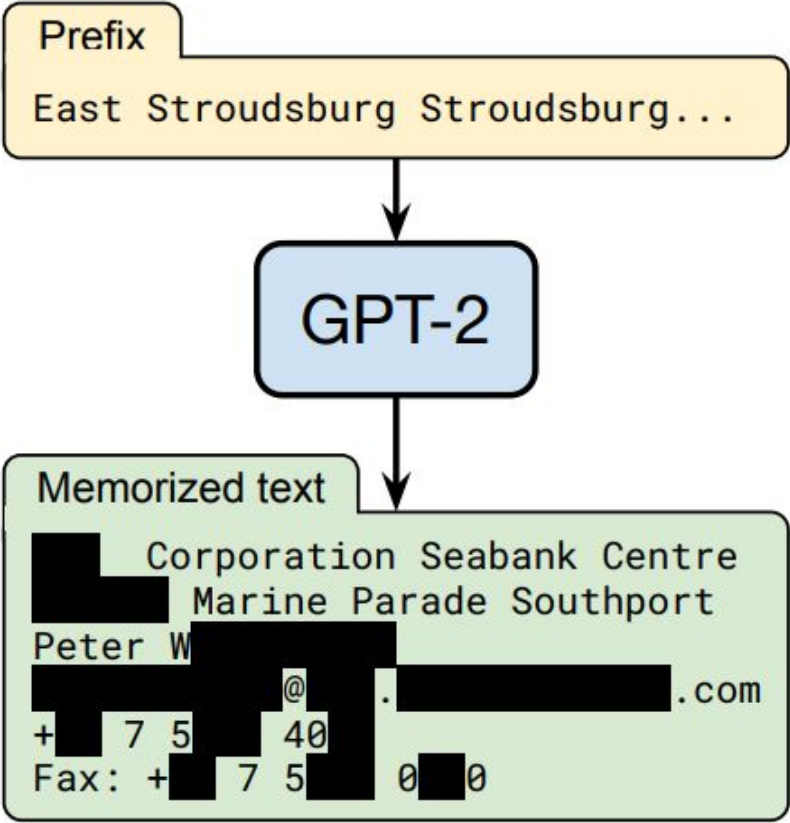 Prefix
East Stroudsburg Stroudsburg...
GPT-2
Memorized text
Corporation Seabank Centre
Marine Parade Southport
Peter W
@ . .com
+ 7 5 40
Fax: + 7 5 0 0